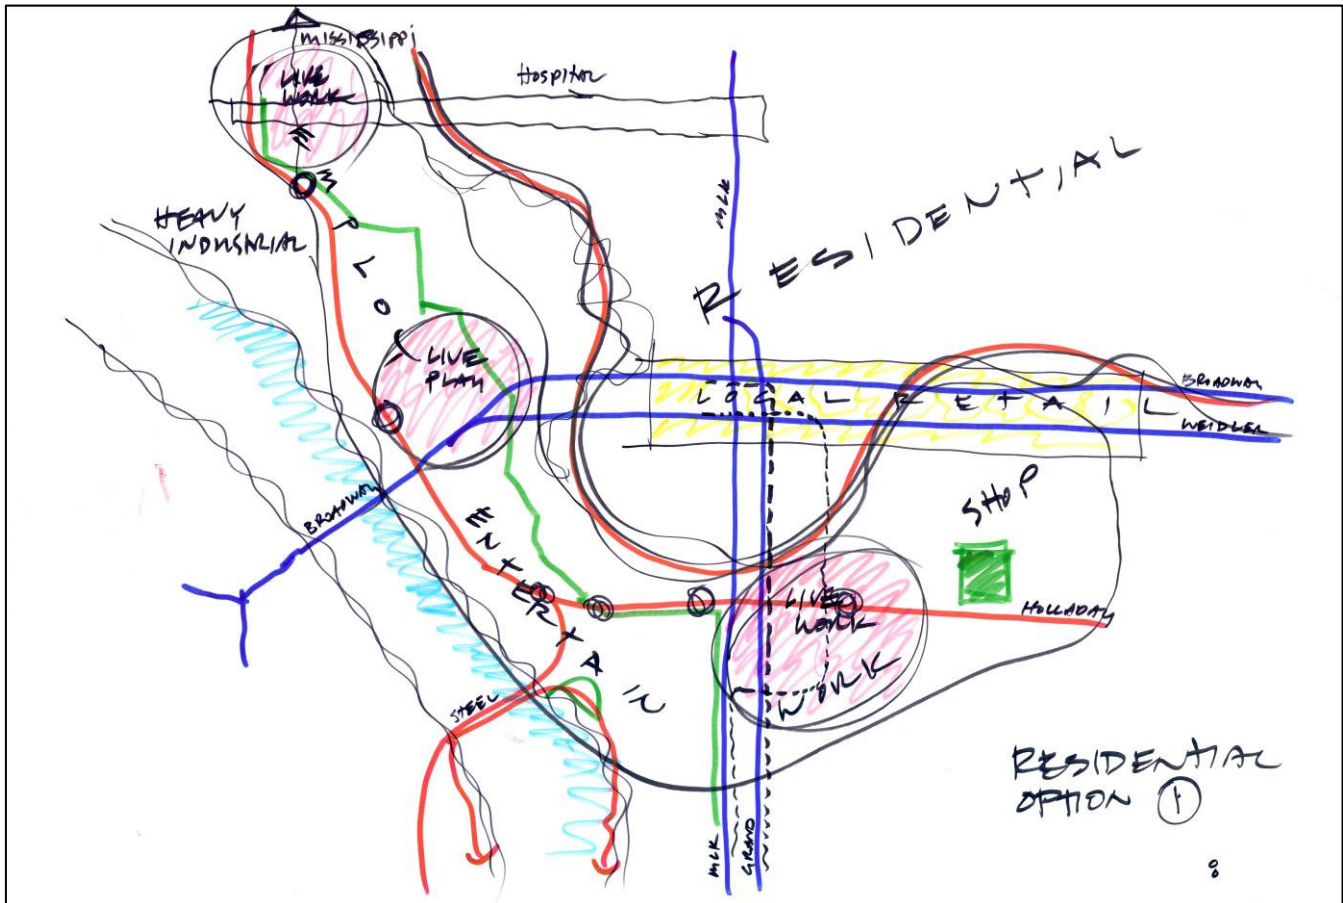 MISSISSIPPI
LIVE
WORK
HOSPITAL
HEAVY
INDUSTRIAL
EMPLOY
MLK
RESIDENTIAL
LIVE
PLAY
LOCAL RETAIL
BROADWAY
WEIDLER
BROADWAY
SHOP
ENTERTAIN
LIVE
WORK
HOLLADAY
WORK
STEEL
MLK
GRAND
RESIDENTIAL
OPTION 1